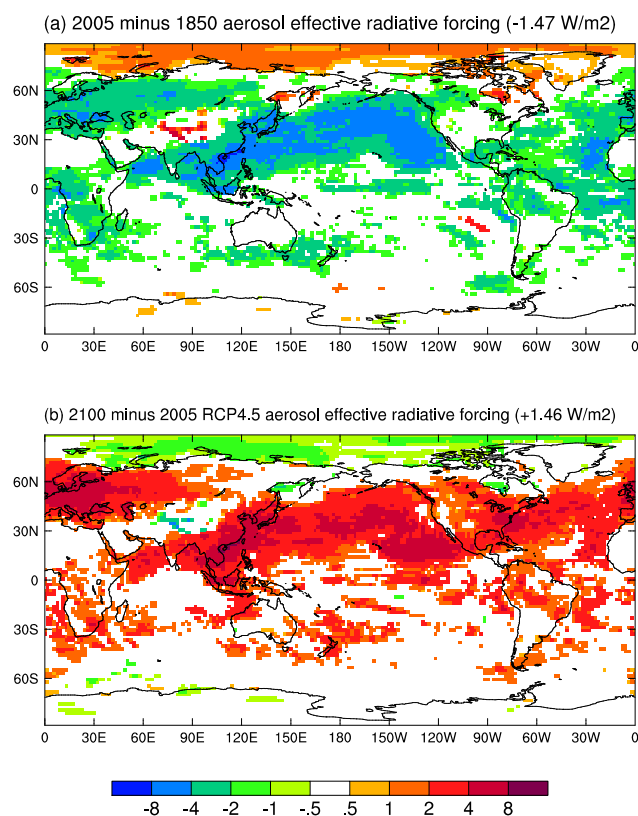 (a) 2005 minus 1850 aerosol effective radiative forcing (-1.47 W/m2)
60N
30N
0
30S
60S
0 30E 60E 90E 120E 150E 180 150W 120W 90W 60W 30W 0
(b) 2100 minus 2005 RCP4.5 aerosol effective radiative forcing (+1.46 W/m2)
60N
30N
0
30S
60S
0 30E 60E 90E 120E 150E 180 150W 120W 90W 60W 30W 0
-8 -4 -2 -1 -.5 .5 1 2 4 8